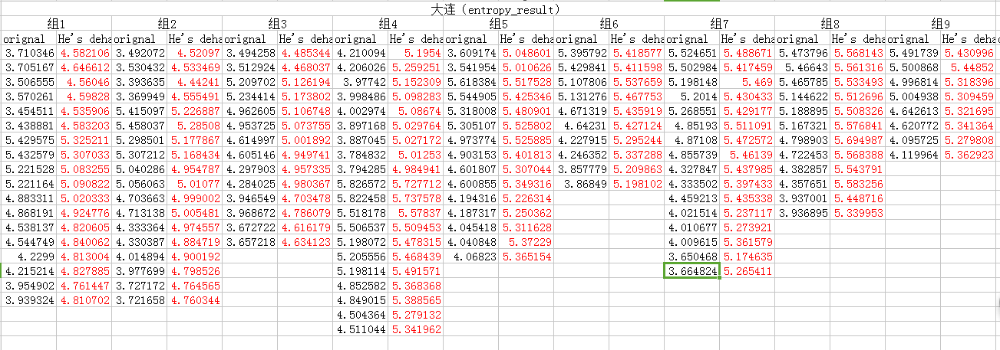 大连（entropy_result）
组1 组2 组3 组4 组5 组6 组7 组8 组9
orignal He's deha orignal He's deha orignal He's deha orignal He's deha orignal He's deha orignal He's deha orignal He's deha orignal He's deha orignal He's deha
3.710346 4.582106 3.492072 4.52097 3.494258 4.485344 4.210094 5.1954 3.609174 5.048601 5.395792 5.418577 5.524651 5.488671 5.473796 5.568143 5.491739 5.430996
3.705167 4.646612 3.530432 4.533469 3.512924 4.468037 4.206026 5.259251 3.541954 5.010626 5.429841 5.411598 5.502984 5.417459 5.46643 5.561316 5.500868 5.44852
3.506555 4.56046 3.393635 4.44241 5.209702 5.126194 3.97742 5.152309 5.618384 5.517528 5.107806 5.537659 5.198148 5.469 5.465785 5.533493 4.996814 5.318396
3.570261 4.59828 3.369949 4.555491 5.234414 5.173802 3.998486 5.098283 5.544905 5.425346 5.131276 5.467753 5.2014 5.430433 5.144622 5.512696 5.004938 5.309459
3.454511 4.535906 5.415097 5.226887 4.962605 5.106748 4.002974 5.08674 5.318008 5.480901 4.671319 5.435919 5.268551 5.429177 5.188895 5.508326 4.642613 5.321695
3.438881 4.583203 5.458037 5.28508 4.953725 5.073755 3.897168 5.029764 5.305107 5.525802 4.64231 5.427124 4.85193 5.511091 5.167321 5.576841 4.620772 5.341364
5.429575 5.325211 5.298501 5.177867 4.614997 5.001892 3.887045 5.027172 4.973774 5.525885 4.227915 5.295244 4.87108 5.472572 4.798903 5.694987 4.095725 5.279808
5.432579 5.307033 5.307212 5.168434 4.605146 4.949741 3.784832 5.01253 4.903153 5.401813 4.246352 5.337288 4.855739 5.46139 4.722453 5.568388 4.119964 5.362923
5.221528 5.083255 5.040286 4.954787 4.297903 4.957335 3.794285 4.984941 4.601807 5.307044 3.857779 5.209863 4.327847 5.437985 4.382857 5.543791
5.221164 5.090822 5.056063 5.01077 4.284025 4.980367 5.826572 5.727712 4.600855 5.349316 3.86849 5.198102 4.333502 5.397433 4.357651 5.583256
4.883311 5.020333 4.703663 4.999002 3.946549 4.703478 5.822458 5.737578 4.194316 5.226314 4.459213 5.435338 3.937001 5.448716
4.868191 4.924776 4.713138 5.005481 3.968672 4.786079 5.518178 5.57837 4.187317 5.250362 4.021514 5.237117 3.936895 5.339953
4.538137 4.820605 4.333364 4.974557 3.672722 4.616179 5.506537 5.509453 4.045418 5.311628 4.010677 5.273921
4.544749 4.840062 4.330387 4.884719 3.657218 4.634123 5.198072 5.478315 4.040848 5.37229 4.009615 5.361579
4.2299 4.813004 4.014894 4.900192 5.205556 5.468439 4.06823 5.365154 3.650468 5.174635
4.215214 4.827885 3.977699 4.798526 5.198114 5.491571 3.664824 5.265411
3.954902 4.761447 3.727172 4.764565 4.852582 5.368368
3.939324 4.810702 3.721658 4.760344 4.849015 5.388565
4.504364 5.279132
4.511044 5.341962